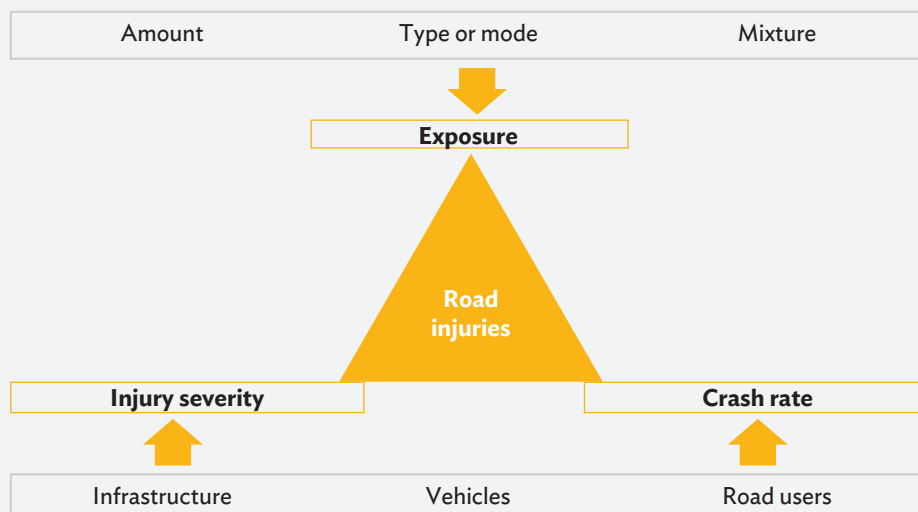 Amount Type or mode Mixture
Exposure
Road
injuries
Injury severity Crash rate
Infrastructure Vehicles Road users